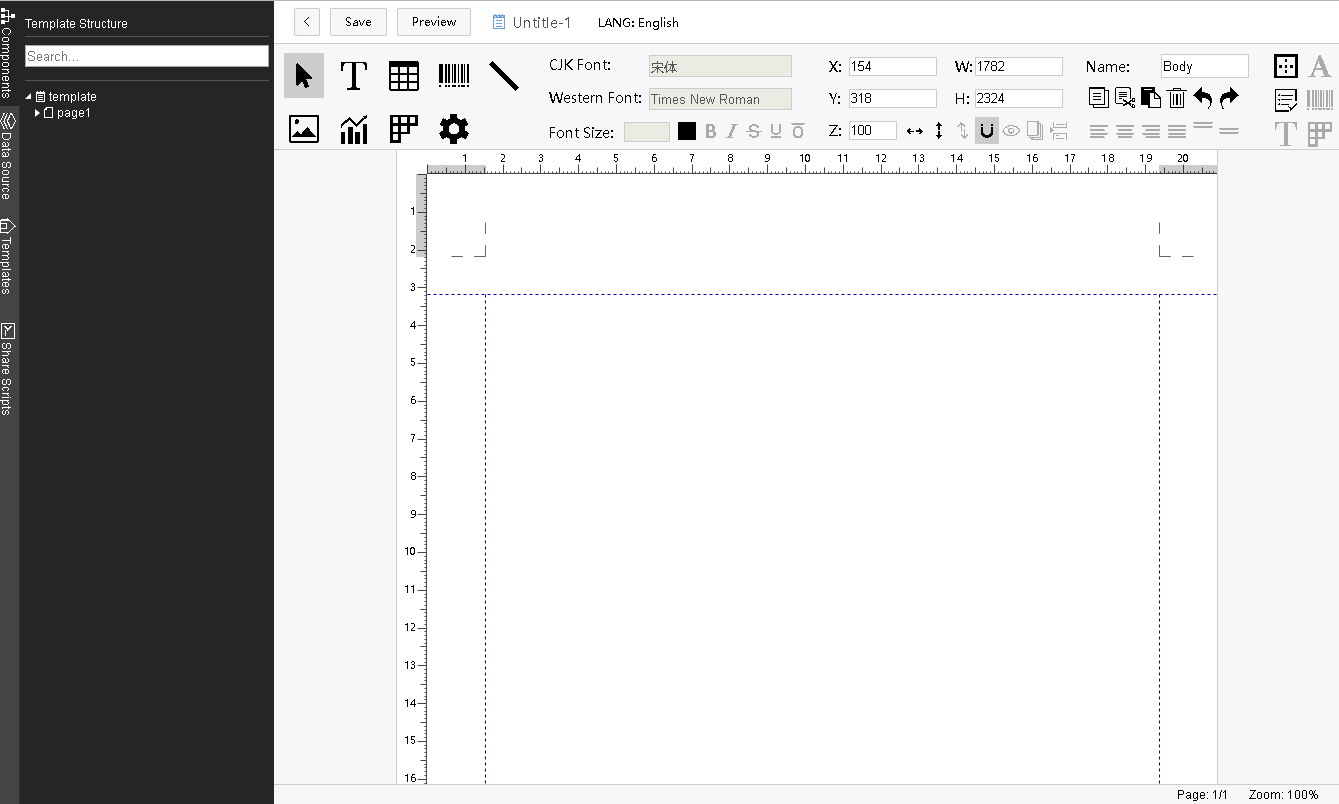 Components
Data Source
Templates
Share Scripts
Template Structure
Search...
template
page1
< Save Preview Untitle-1 LANG: English
CJK Font: 宋体
Western Font: Times New Roman
Font Size: B I S U O
X: 154 W: 1782
Y: 318 H: 2324
Z: 100
Name: Body
A
T
T
1 2 3 4 5 6 7 8 9 10 11 12 13 14 15 16 17 18 19 20
1
2
3
4
5
6
7
8
9
10
11
12
13
14
15
16
Page: 1/1 Zoom: 100%